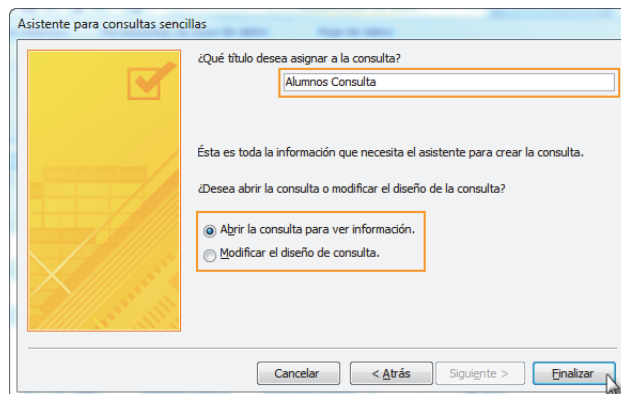 Asistente para consultas sencillas
¿Qué título desea asignar a la consulta?
Alumnos Consulta
Ésta es toda la información que necesita el asistente para crear la consulta.
¿Desea abrir la consulta o modificar el diseño de la consulta?
Abrir la consulta para ver información.
Modificar el diseño de consulta.
Cancelar
< Atrás
Siguiente >
Finalizar